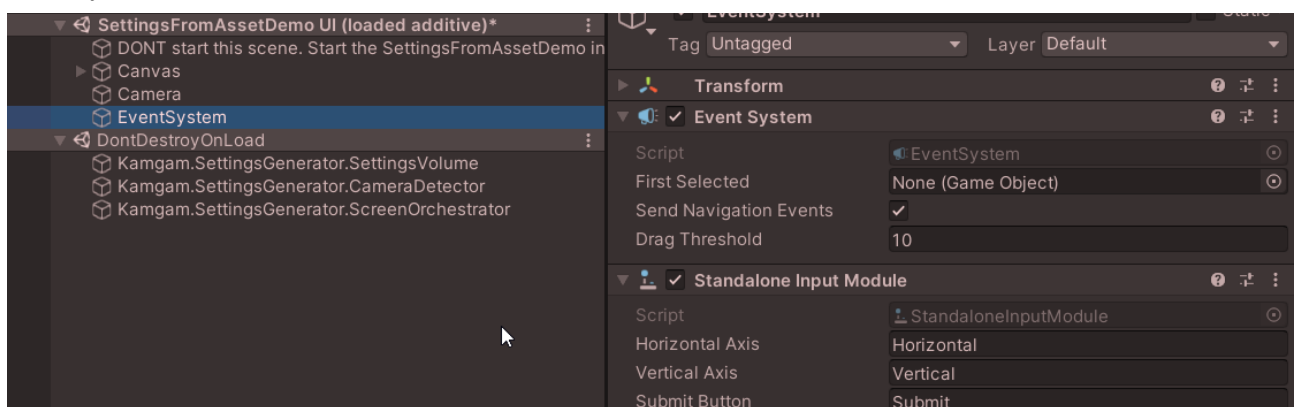 SettingsFromAssetDemo UI (loaded additive)*
DONT start this scene. Start the SettingsFromAssetDemo in
Canvas
Camera
EventSystem
DontDestroyOnLoad
Kamgam.SettingsGenerator.SettingsVolume
Kamgam.SettingsGenerator.CameraDetector
Kamgam.SettingsGenerator.ScreenOrchestrator
EventSystem
Static
Tag Untagged Layer Default
Transform
Event System
Script EventSystem
First Selected None (Game Object)
Send Navigation Events
Drag Threshold 10
Standalone Input Module
Script StandaloneInputModule
Horizontal Axis Horizontal
Vertical Axis Vertical
Submit Button Submit